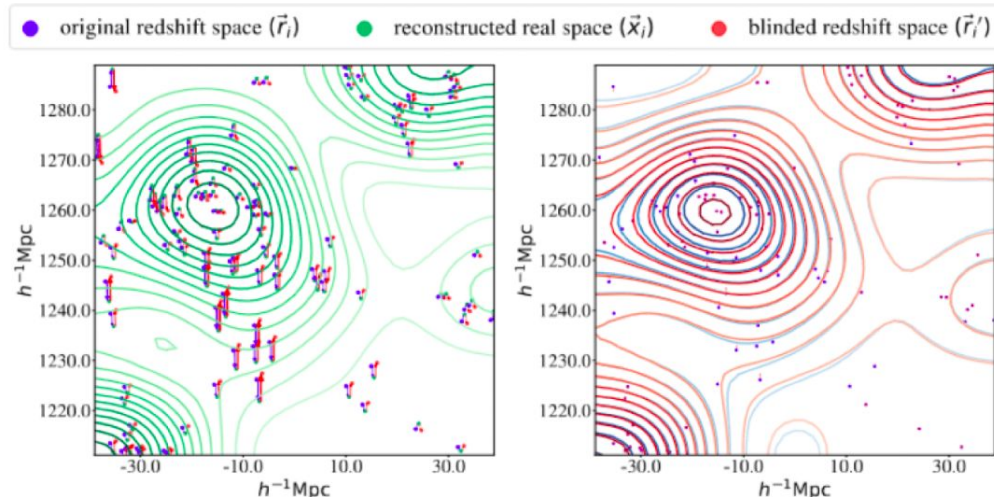 original redshift space (r⃗ᵢ) reconstructed real space (x⃗ᵢ) blinded redshift space (r⃗ᵢ′)
1280.0 1280.0
1270.0 1270.0
1260.0 1260.0
h⁻¹Mpc h⁻¹Mpc
1250.0 1250.0
1240.0 1240.0
1230.0 1230.0
1220.0 1220.0
-30.0 -10.0 10.0 30.0 -30.0 -10.0 10.0 30.0
h⁻¹Mpc h⁻¹Mpc